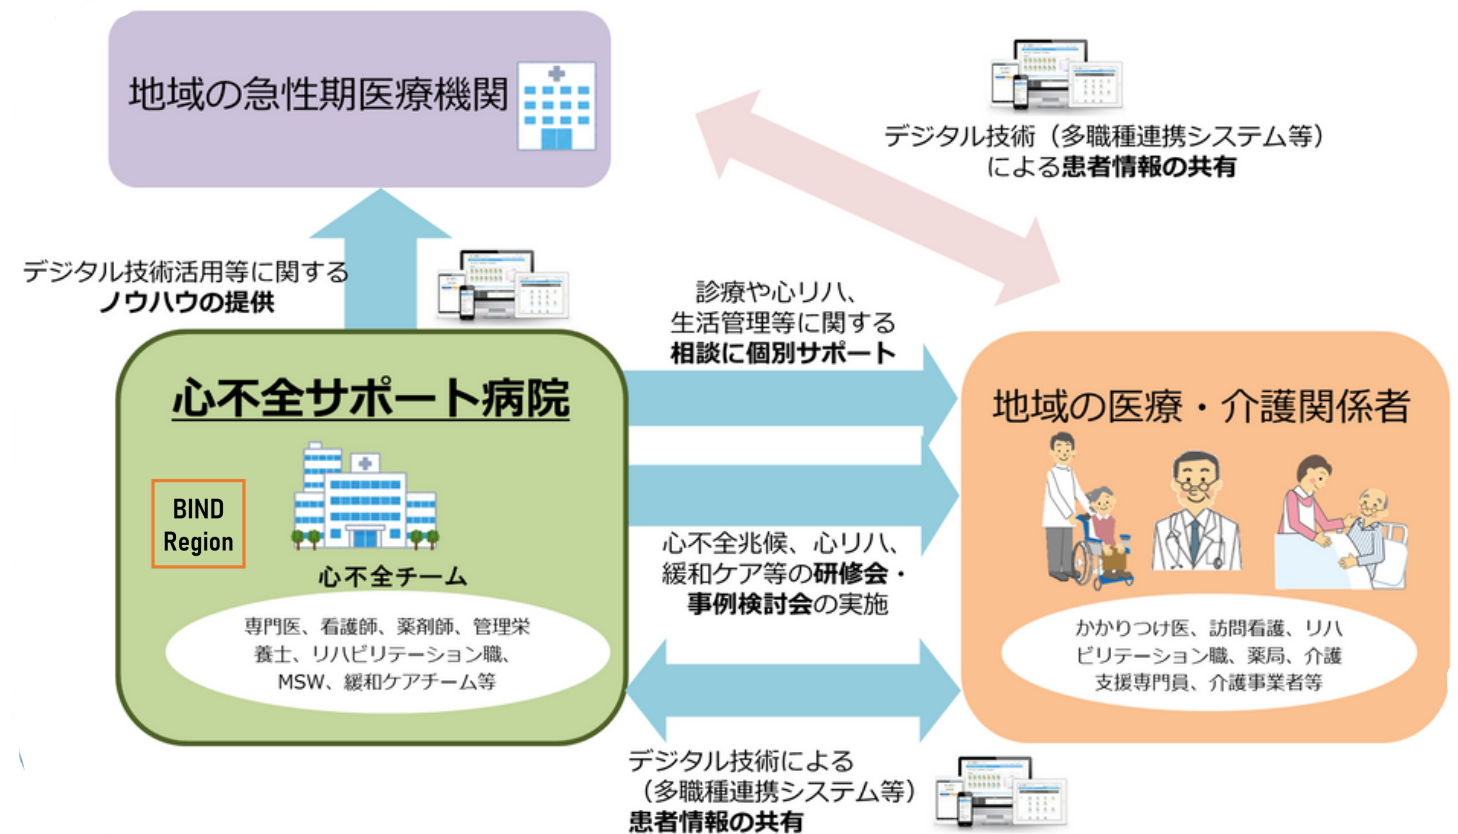 地域の急性期医療機関
デジタル技術（多職種連携システム等）
による患者情報の共有
デジタル技術活用等に関する
ノウハウの提供
診療や心リハ、
生活管理等に関する
相談に個別サポート
心不全サポート病院
BIND
Region
心不全チーム
専門医、看護師、薬剤師、管理栄
養士、リハビリテーション職、
MSW、緩和ケアチーム等
心不全兆候、心リハ、
緩和ケア等の研修会・
事例検討会の実施
地域の医療・介護関係者
かかりつけ医、訪問看護、リハ
ビリテーション職、薬局、介護
支援専門員、介護事業者等
デジタル技術による
（多職種連携システム等）
患者情報の共有